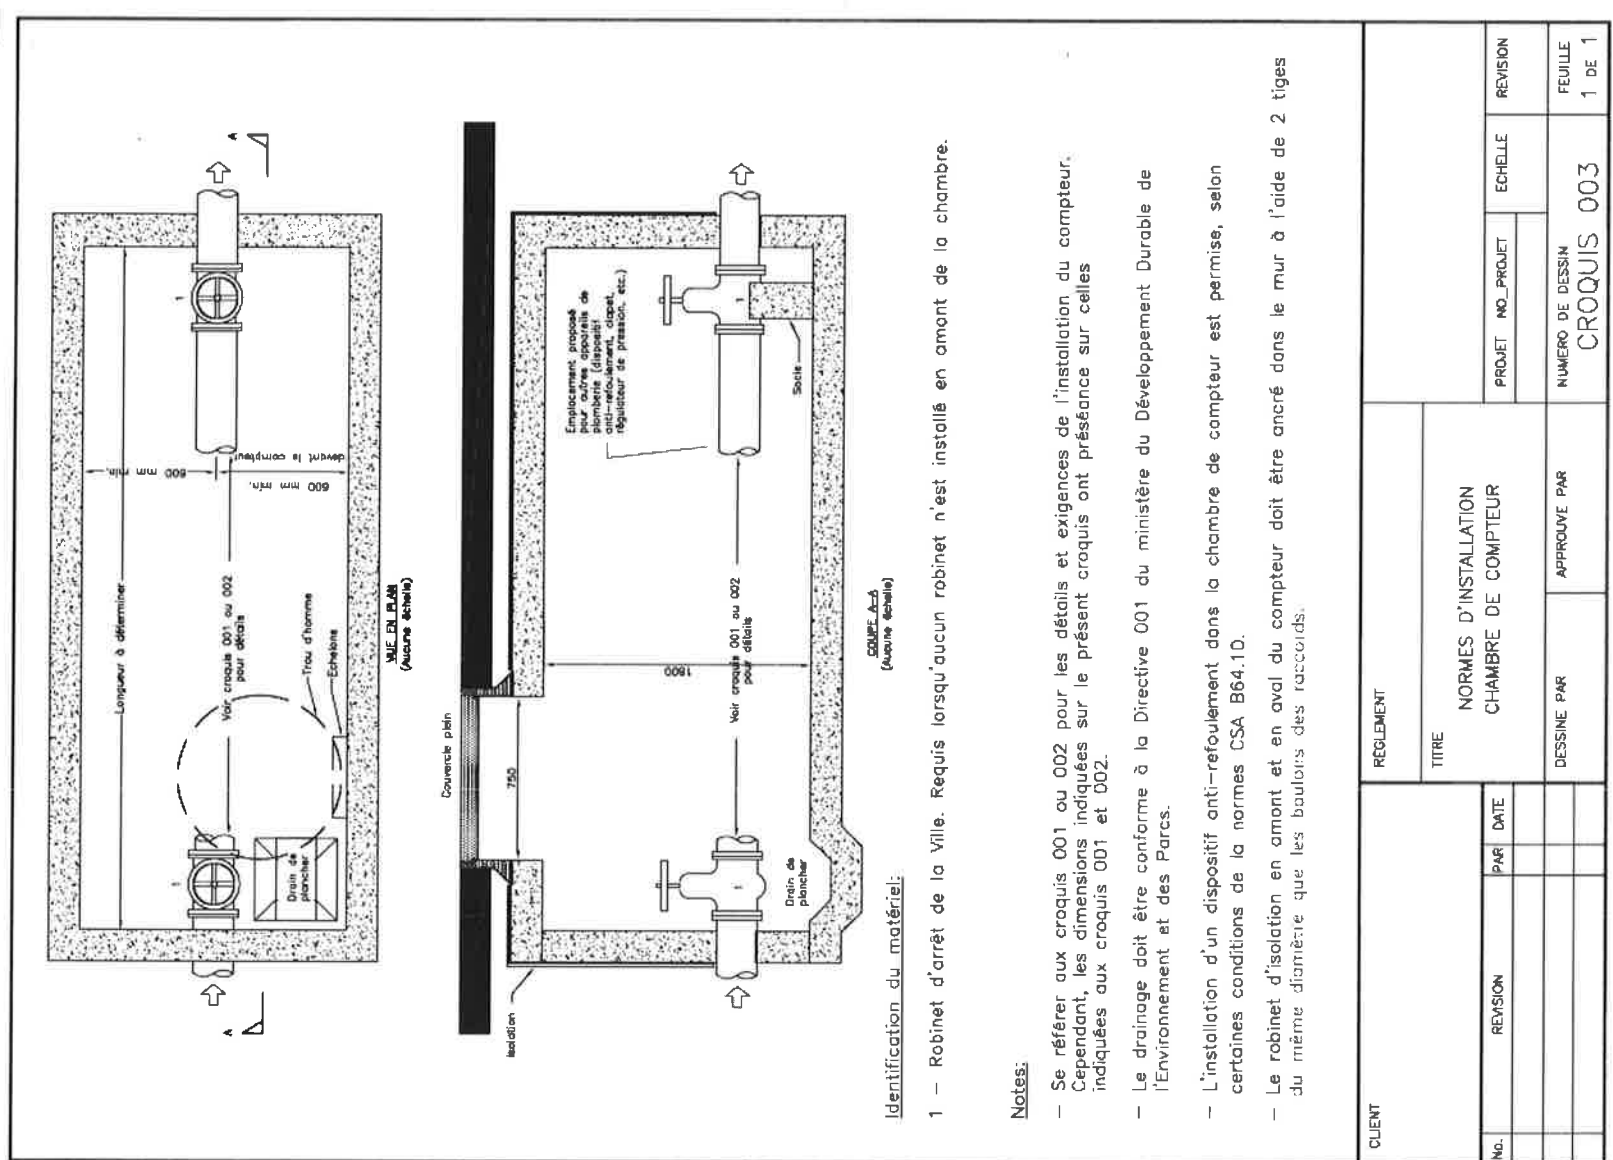 A
A
1
1
Longueur à déterminer
600 mm min.
600 mm min.
devant le compteur
Voir croquis 001 ou 002
pour détails
Trou d'homme
Echelons
Drain de
plancher
VUE EN PLAN
(Aucune échelle)
Couvercle plein
750
1800
Isolation
Emplacement proposé
pour autres appareils de
plomberie (dispositif
anti-refoulement, clapet,
régulateur de pression, etc.)
Voir croquis 001 ou 002
pour détails
1
1
Socle
Drain de
plancher
COUPE A-A
(Aucune échelle)
Identification du matériel:
1 - Robinet d'arrêt de la Ville. Requis lorsqu'aucun robinet n'est installé en amont de la chambre.
Notes:
- Se référer aux croquis 001 ou 002 pour les détails et exigences de l'installation du compteur.
Cependant, les dimensions indiquées sur le présent croquis ont préséance sur celles
indiquées aux croquis 001 et 002.
- Le drainage doit être conforme à la Directive 001 du ministère du Développement Durable de
l'Environnement et des Parcs.
- L'installation d'un dispositif anti-refoulement dans la chambre de compteur est permise, selon
certaines conditions de la normes CSA B64.10.
- Le robinet d'isolation en amont et en aval du compteur doit être ancré dans le mur à l'aide de 2 tiges
du même diamètre que les boulons des raccords.
CLIENT
No.
REVISION
PAR
DATE
RÈGLEMENT
TITRE
NORMES D'INSTALLATION
CHAMBRE DE COMPTEUR
DESSINE PAR
APPROUVE PAR
PROJET
NO_PROJET
ECHELLE
REVISION
NUMERO DE DESSIN
CROQUIS 003
FEUILLE
1 DE 1